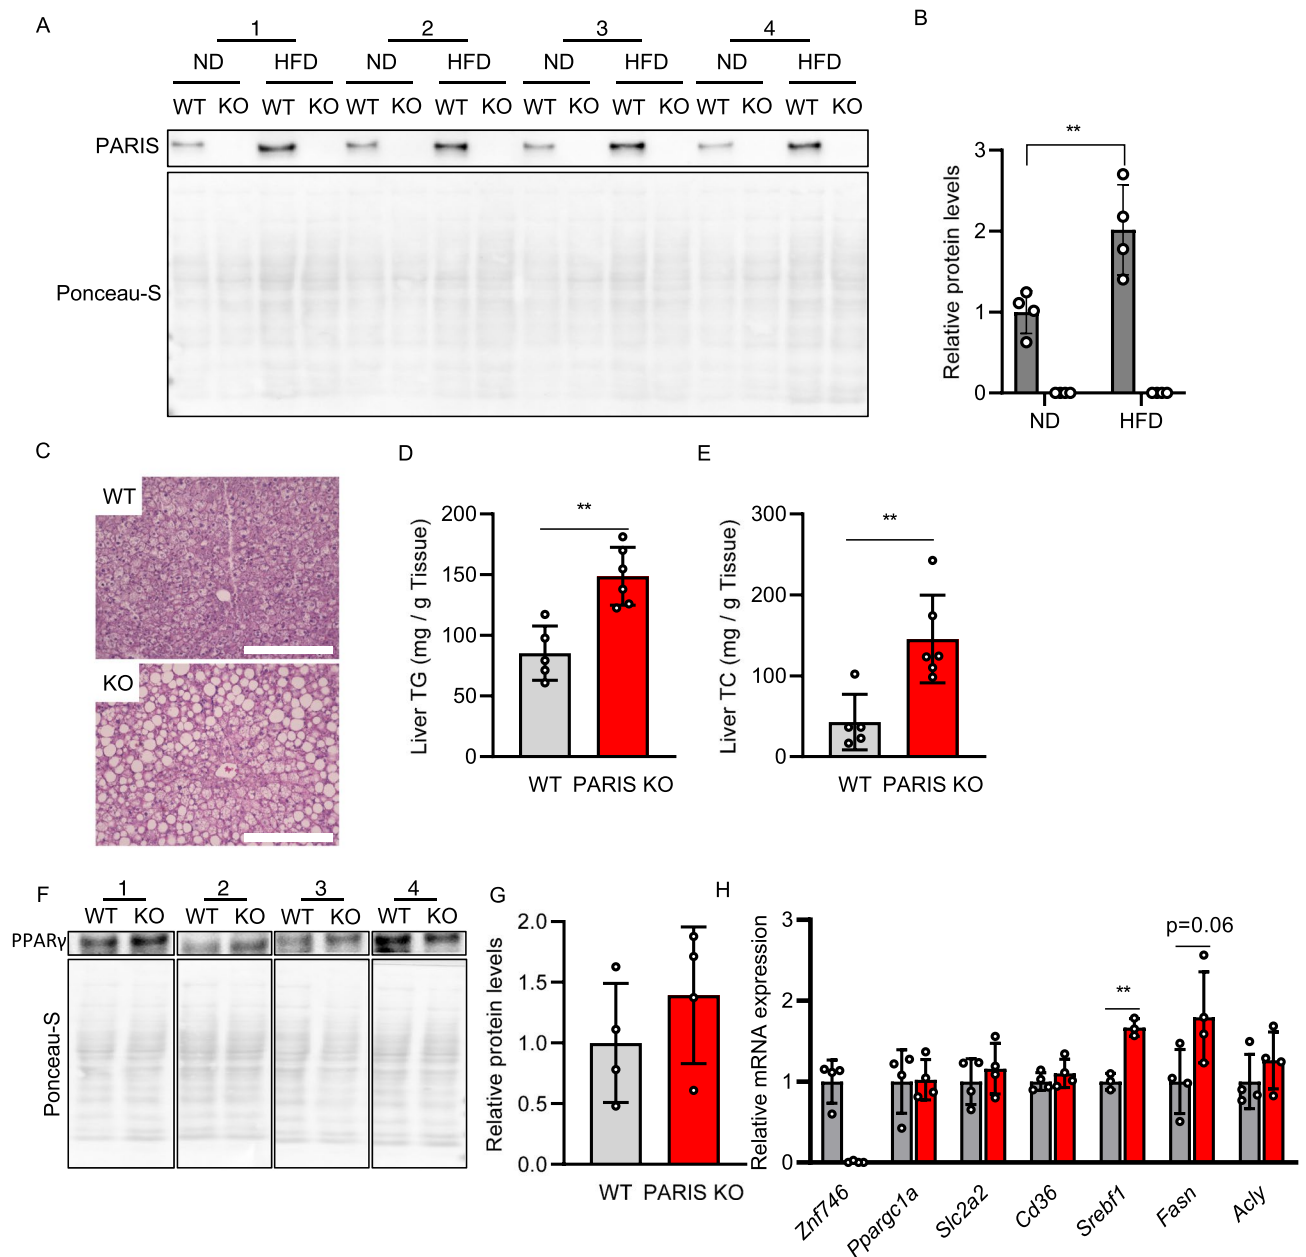 A
1 2 3 4
ND HFD ND HFD ND HFD ND HFD
WT KO WT KO WT KO WT KO WT KO WT KO WT KO WT KO
PARIS
Ponceau-S
B
**
Relative protein levels
3
2
1
0
ND HFD
C
WT
KO
D
**
Liver TG (mg / g Tissue)
200
150
100
50
0
WT PARIS KO
E
**
Liver TC (mg / g Tissue)
300
200
100
0
WT PARIS KO
F
1 2 3 4
WT KO WT KO WT KO WT KO
PPARγ
Ponceau-S
G
Relative protein levels
2.0
1.5
1.0
0.5
0.0
WT PARIS KO
H
Relative mRNA expression
3
2
1
0
**
p=0.06
Znf746
Ppargc1a
Slc2a2
Cd36
Srebf1
Fasn
Acly